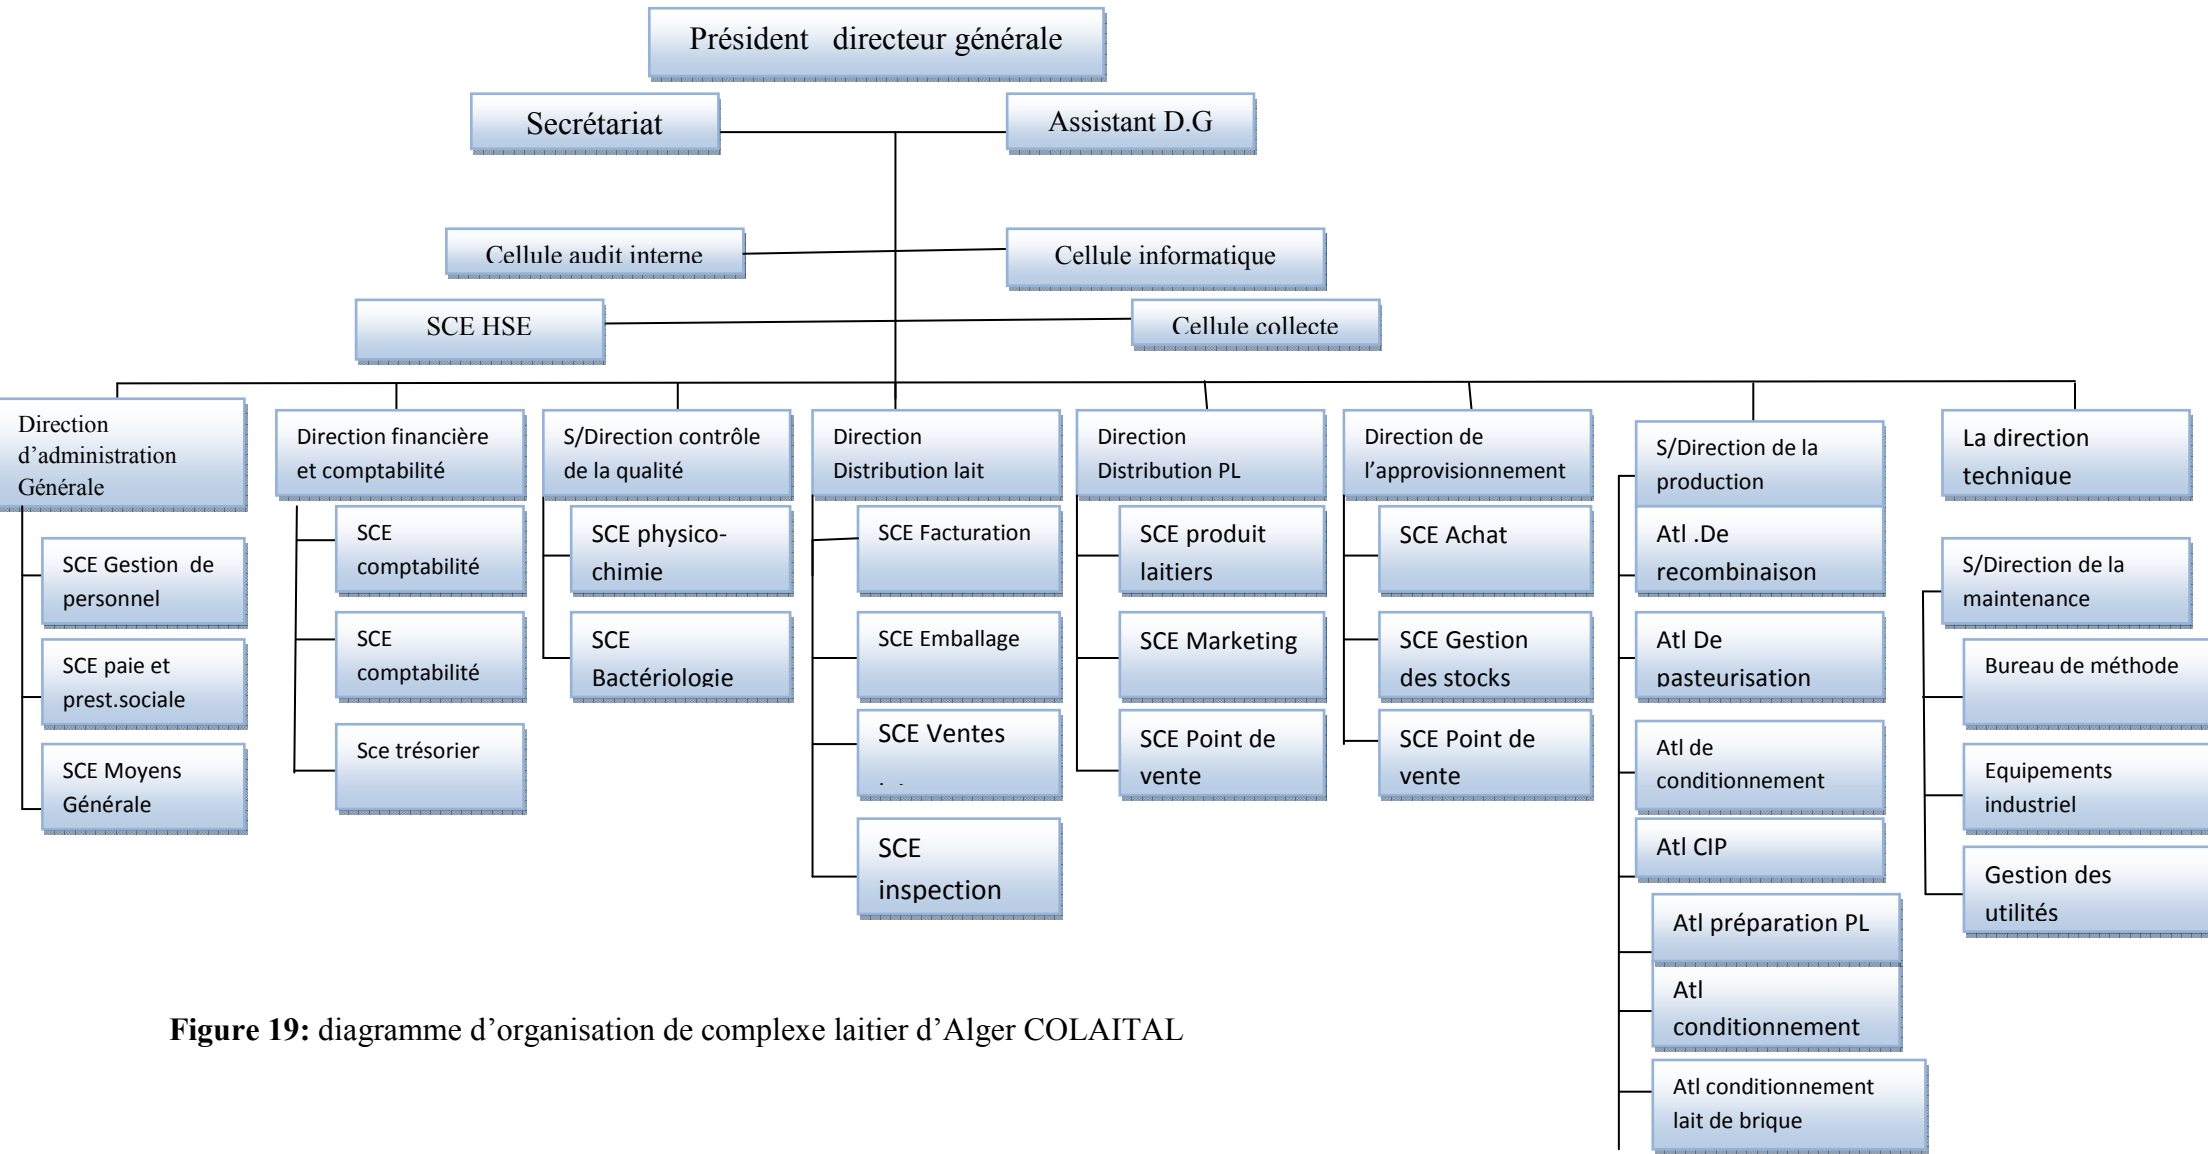 Président directeur générale
Secrétariat
Assistant D.G
Cellule audit interne
Cellule informatique
SCE HSE
Cellule collecte
Direction
d’administration
Générale
SCE Gestion de
personnel
SCE paie et
prest.sociale
SCE Moyens
Générale
Direction financière
et comptabilité
SCE
comptabilité
SCE
comptabilité
Sce trésorier
S/Direction contrôle
de la qualité
SCE physico-
chimie
SCE
Bactériologie
Direction
Distribution lait
SCE Facturation
SCE Emballage
SCE Ventes
SCE
inspection
Direction
Distribution PL
SCE produit
laitiers
SCE Marketing
SCE Point de
vente
Direction de
l’approvisionnement
SCE Achat
SCE Gestion
des stocks
SCE Point de
vente
S/Direction de la
production
Atl .De
recombinaison
Atl De
pasteurisation
Atl de
conditionnement
Atl CIP
Atl préparation PL
Atl
conditionnement
Atl conditionnement
lait de brique
La direction
technique
S/Direction de la
maintenance
Bureau de méthode
Equipements
industriel
Gestion des
utilités
Figure 19: diagramme d’organisation de complexe laitier d’Alger COLAITAL